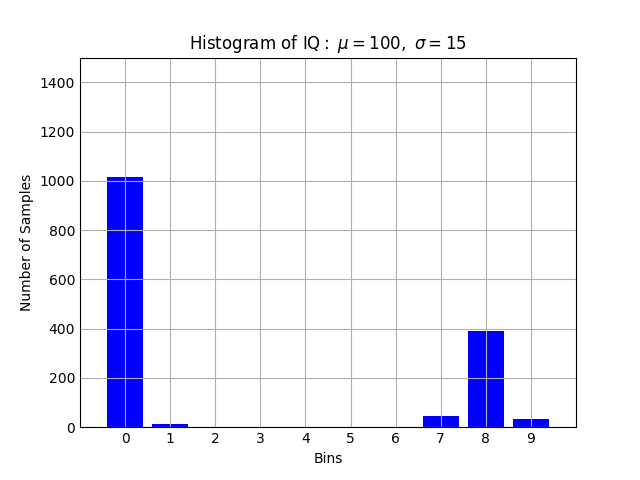 Histogram of IQ : μ = 100, σ = 15
1400
1200
1000
800
600
400
200
0
Number of Samples
0 1 2 3 4 5 6 7 8 9
Bins